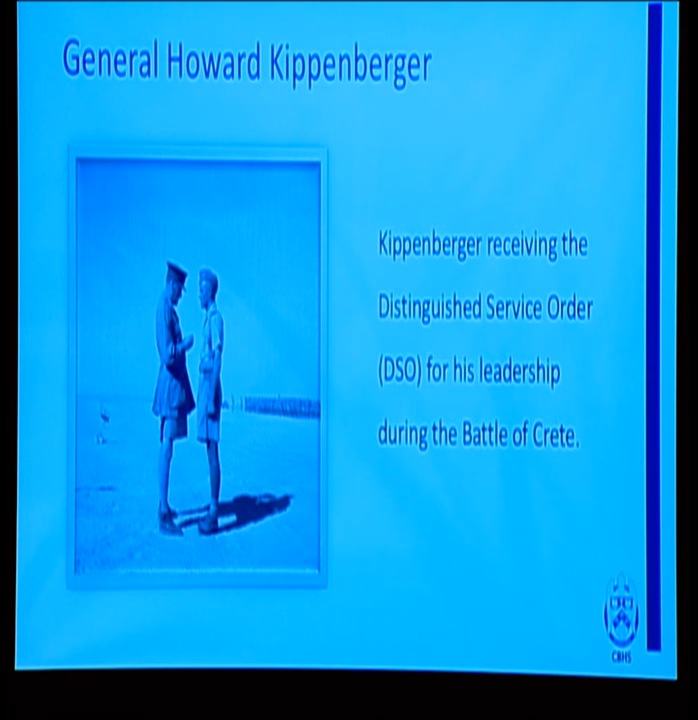 General Howard Kippenberger
Kippenberger receiving the
Distinguished Service Order
(DSO) for his leadership
during the Battle of Crete.
CBHS